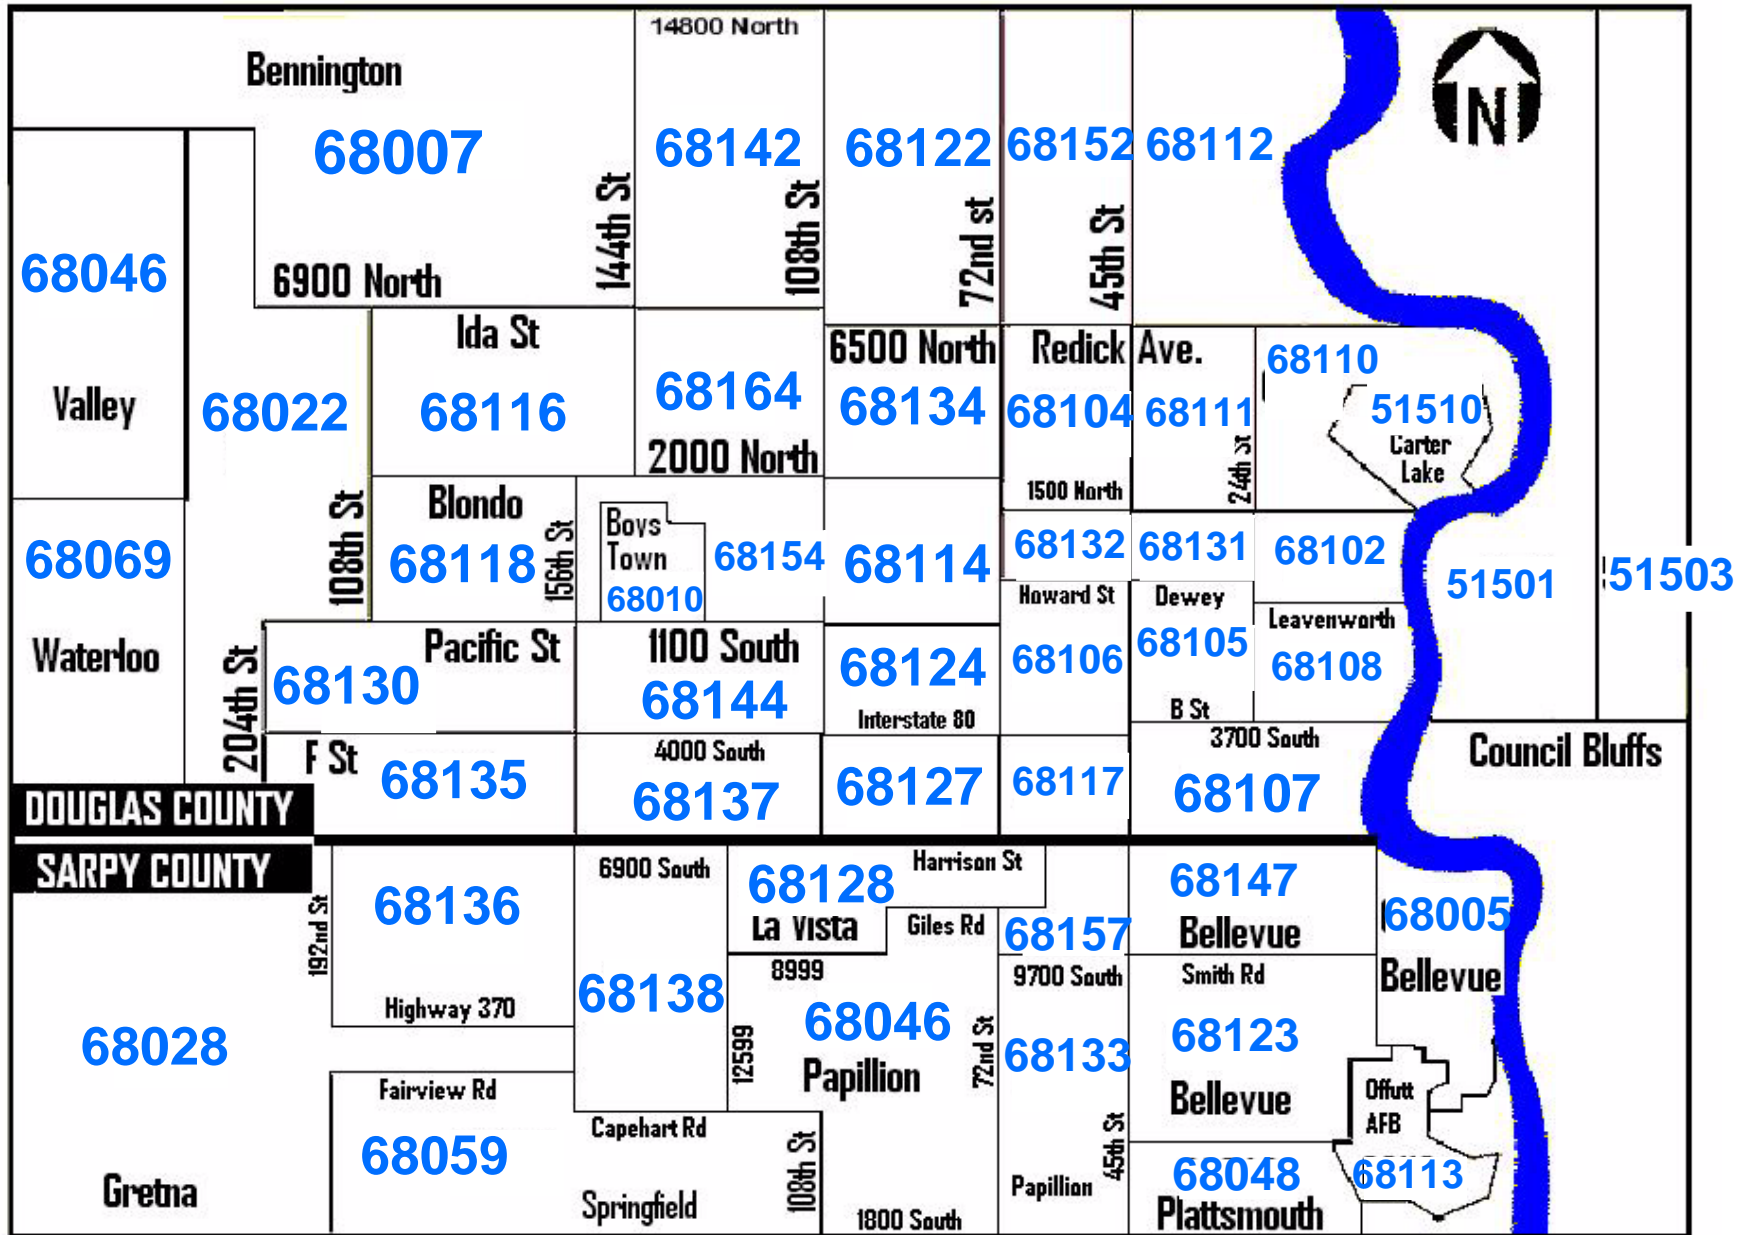 14800 North
Bennington
N
68007
68142
68122
68152
68112
144th St
108th St
72nd st
45th St
68046
6900 North
Valley
68022
Ida St
68116
68164
2000 North
6500 North
68134
Redick Ave.
68104
68111
24th St
1500 North
68110
51510
Carter
Lake
68069
Waterloo
108th St
Blondo
68118
156th St
Boys
Town
68010
68154
68114
68132
68131
68102
51501
51503
Howard St
68106
Dewey
68105
B St
Leavenworth
68108
204th St
Pacific St
68130
1100 South
68144
68124
Interstate 80
F St
68135
4000 South
68137
68127
68117
3700 South
68107
Council Bluffs
DOUGLAS COUNTY
SARPY COUNTY
192nd St
68136
Highway 370
6900 South
68138
68128
La Vista
Harrison St
Giles Rd
68157
68147
Bellevue
68005
Bellevue
8999
9700 South
Smith Rd
68028
Gretna
12599
68046
Papillion
72nd St
68133
68123
Bellevue
Offutt
AFB
Fairview Rd
68059
Capehart Rd
Springfield
108th St
1800 South
Papillion
45th St
68048
Plattsmouth
68113